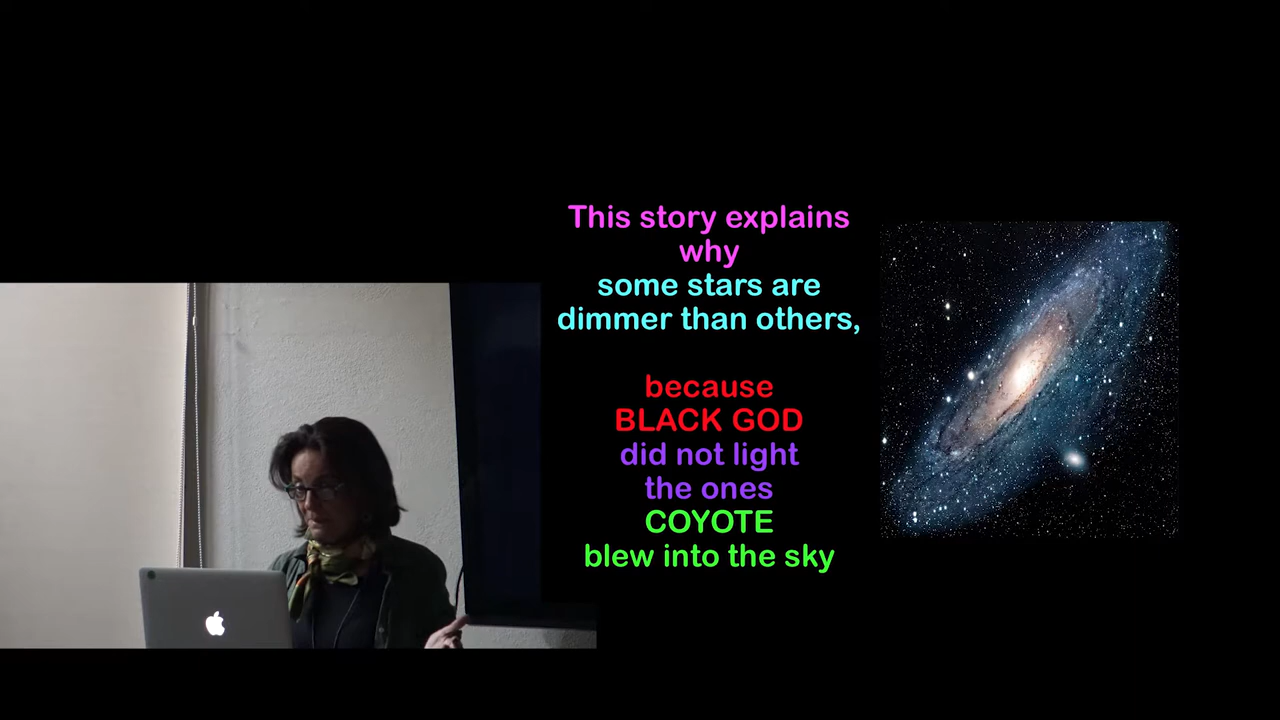 This story explains
why
some stars are
dimmer than others,
because
BLACK GOD
did not light
the ones
COYOTE
blew into the sky